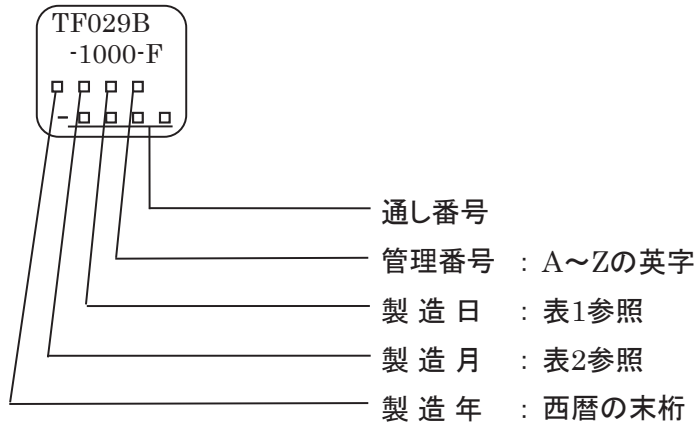 TF029B
-1000-F
□ □ □ □
-□ □ □ □
通し番号
管理番号 : A~Zの英字
製 造 日 : 表1参照
製 造 月 : 表2参照
製 造 年 : 西暦の末桁